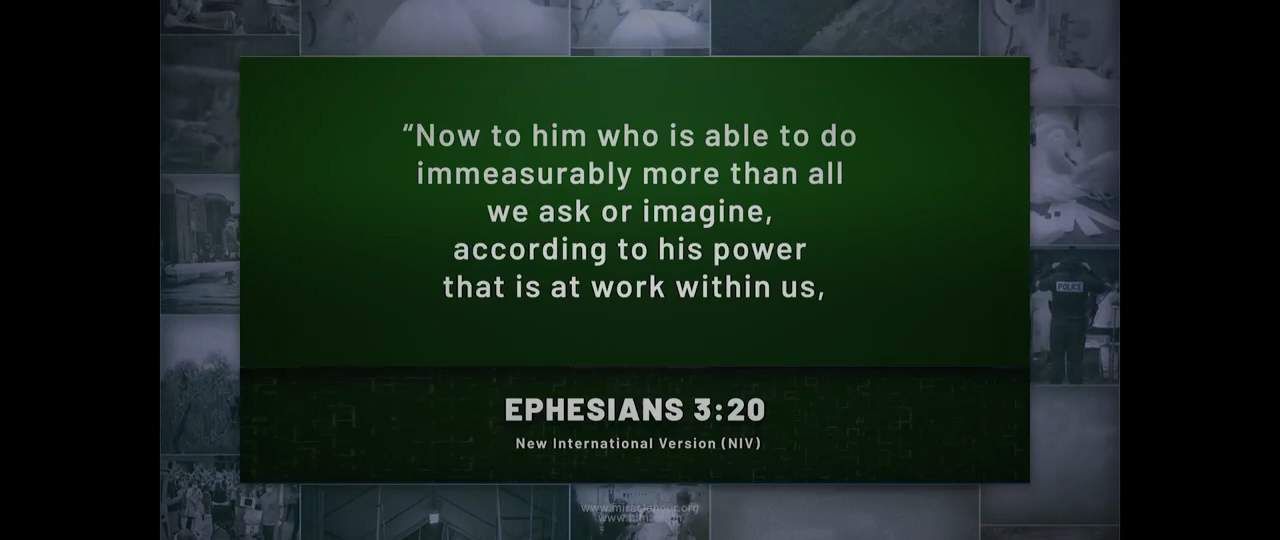 “Now to him who is able to do
immeasurably more than all
we ask or imagine,
according to his power
that is at work within us,
EPHESIANS 3:20
New International Version (NIV)
POLICE